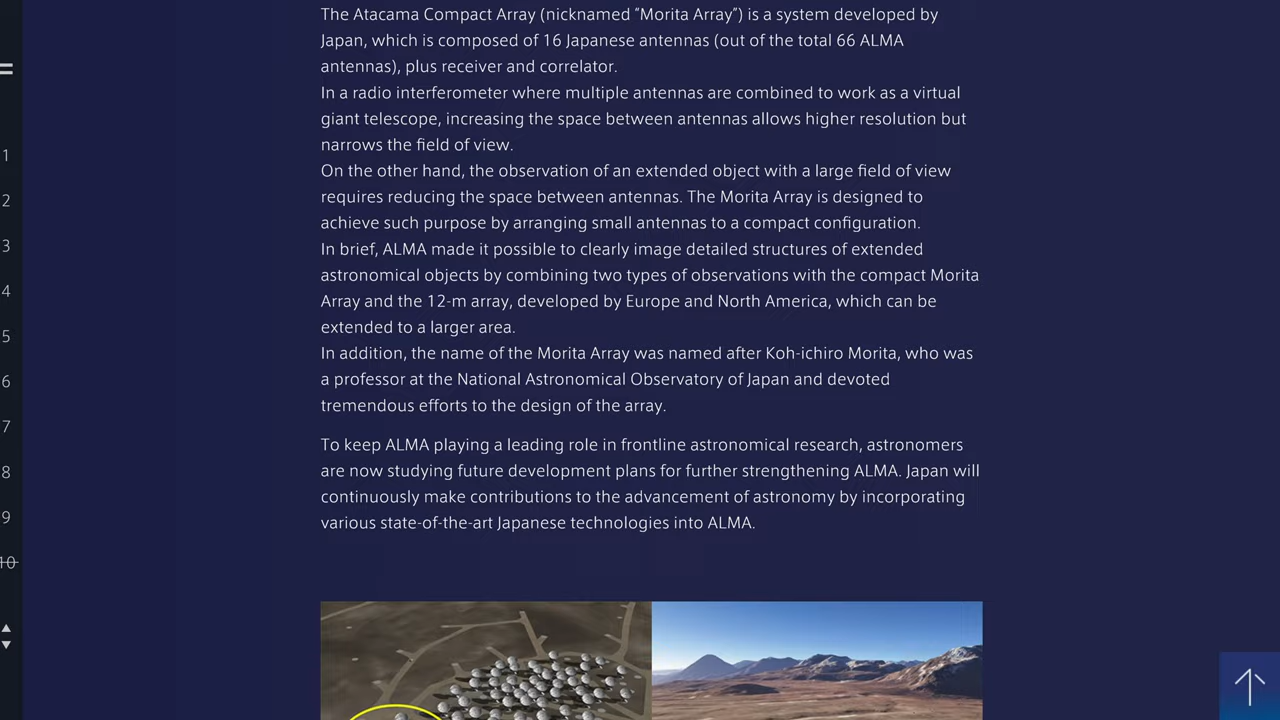 The Atacama Compact Array (nicknamed “Morita Array”) is a system developed by
Japan, which is composed of 16 Japanese antennas (out of the total 66 ALMA
antennas), plus receiver and correlator.
In a radio interferometer where multiple antennas are combined to work as a virtual
giant telescope, increasing the space between antennas allows higher resolution but
narrows the field of view.
On the other hand, the observation of an extended object with a large field of view
requires reducing the space between antennas. The Morita Array is designed to
achieve such purpose by arranging small antennas to a compact configuration.
In brief, ALMA made it possible to clearly image detailed structures of extended
astronomical objects by combining two types of observations with the compact Morita
Array and the 12-m array, developed by Europe and North America, which can be
extended to a larger area.
In addition, the name of the Morita Array was named after Koh-ichiro Morita, who was
a professor at the National Astronomical Observatory of Japan and devoted
tremendous efforts to the design of the array.
To keep ALMA playing a leading role in frontline astronomical research, astronomers
are now studying future development plans for further strengthening ALMA. Japan will
continuously make contributions to the advancement of astronomy by incorporating
various state-of-the-art Japanese technologies into ALMA.
1
2
3
4
5
6
7
8
9
10